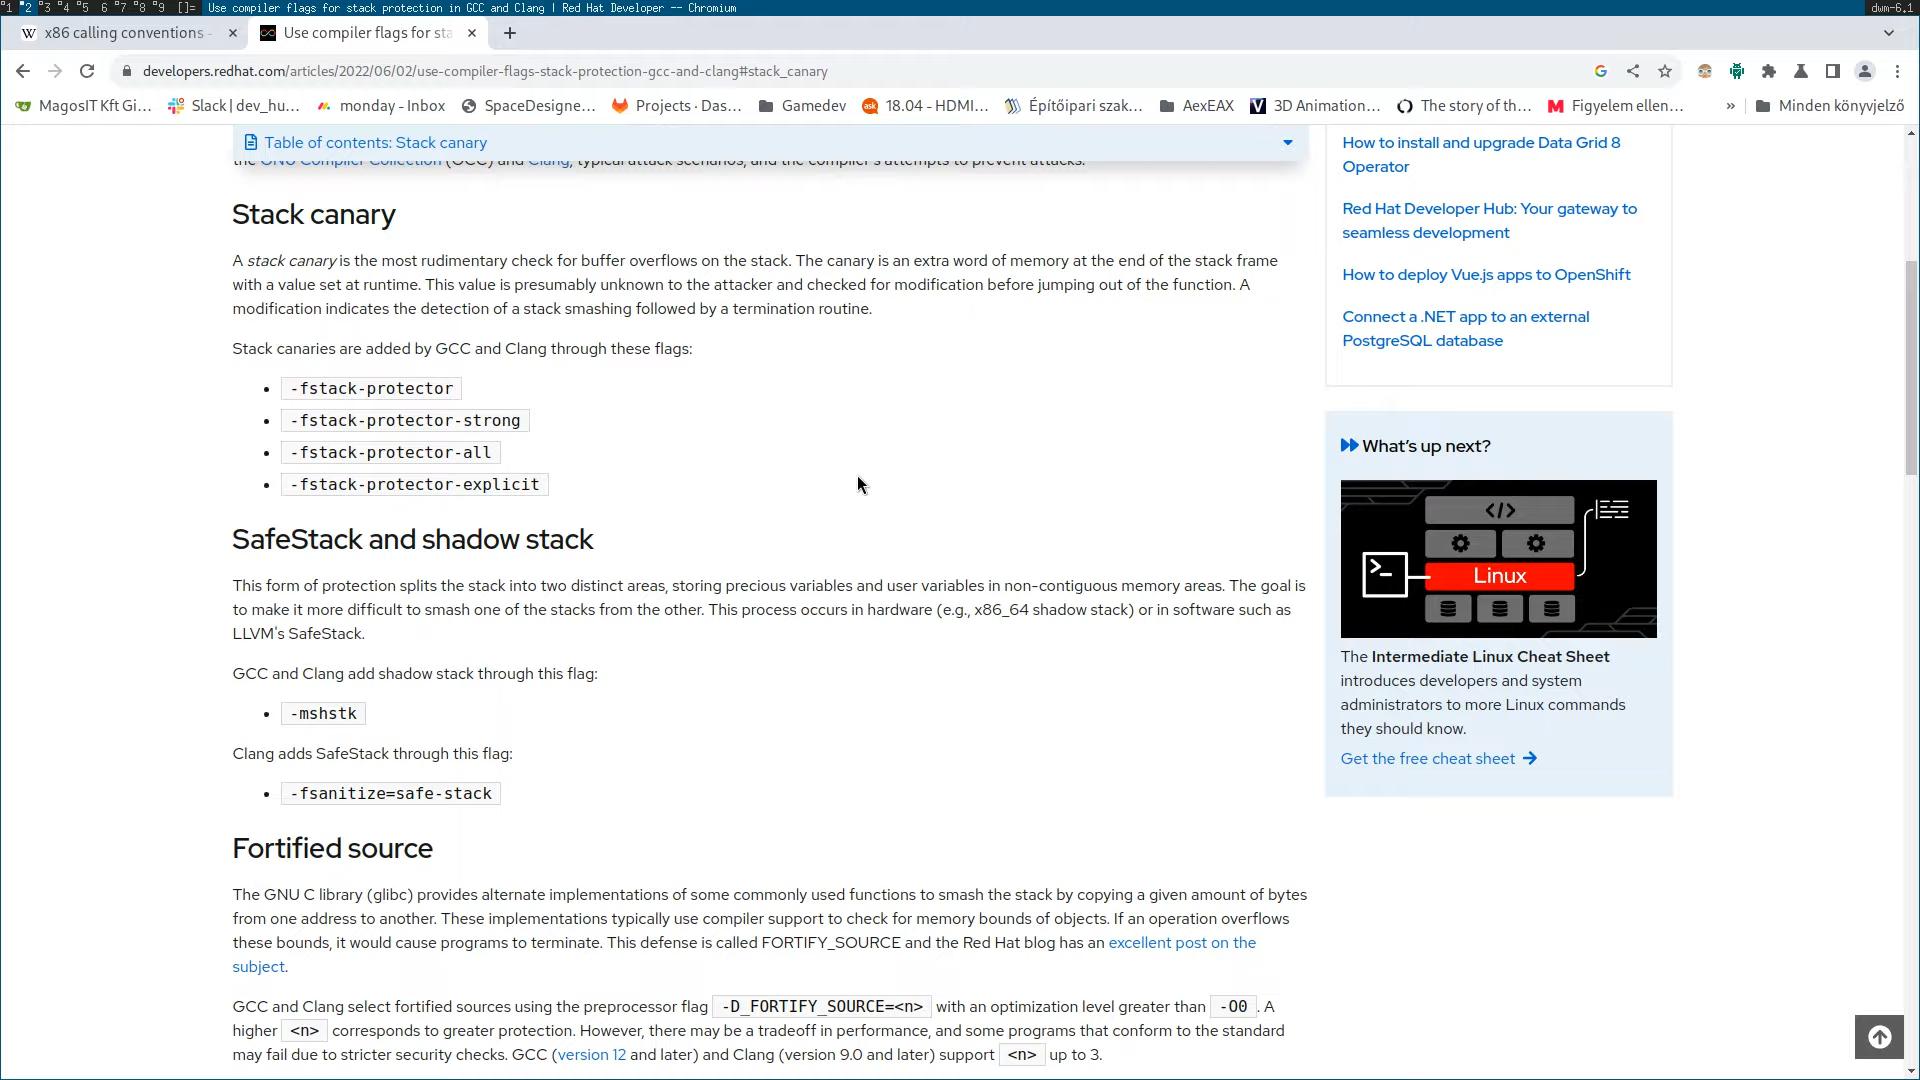 1 2 3 4 5 6 7 8 9 []= Use compiler flags for stack protection in GCC and Clang | Red Hat Developer -- Chromium dwm-6.1
W x86 calling conventions - Use compiler flags for sta
developers.redhat.com/articles/2022/06/02/use-compiler-flags-stack-protection-gcc-and-clang#stack_canary
MagosIT Kft Gi… Slack | dev_hu… monday - Inbox SpaceDesigne… Projects · Das… Gamedev ask 18.04 - HDMI… Építőipari szak… AexEAX V 3D Animation… The story of th… M Figyelem ellen… » Minden könyvjelző
Table of contents: Stack canary
the GNU Compiler Collection (GCC) and Clang, typical attack scenarios, and the compiler's attempts to prevent attacks.
Stack canary
A stack canary is the most rudimentary check for buffer overflows on the stack. The canary is an extra word of memory at the end of the stack frame
with a value set at runtime. This value is presumably unknown to the attacker and checked for modification before jumping out of the function. A
modification indicates the detection of a stack smashing followed by a termination routine.
Stack canaries are added by GCC and Clang through these flags:
• -fstack-protector
• -fstack-protector-strong
• -fstack-protector-all
• -fstack-protector-explicit
SafeStack and shadow stack
This form of protection splits the stack into two distinct areas, storing precious variables and user variables in non-contiguous memory areas. The goal is
to make it more difficult to smash one of the stacks from the other. This process occurs in hardware (e.g., x86_64 shadow stack) or in software such as
LLVM's SafeStack.
GCC and Clang add shadow stack through this flag:
• -mshstk
Clang adds SafeStack through this flag:
• -fsanitize=safe-stack
Fortified source
The GNU C library (glibc) provides alternate implementations of some commonly used functions to smash the stack by copying a given amount of bytes
from one address to another. These implementations typically use compiler support to check for memory bounds of objects. If an operation overflows
these bounds, it would cause programs to terminate. This defense is called FORTIFY_SOURCE and the Red Hat blog has an excellent post on the
subject.
GCC and Clang select fortified sources using the preprocessor flag -D_FORTIFY_SOURCE=<n> with an optimization level greater than -O0 . A
higher <n> corresponds to greater protection. However, there may be a tradeoff in performance, and some programs that conform to the standard
may fail due to stricter security checks. GCC (version 12 and later) and Clang (version 9.0 and later) support <n> up to 3.
How to install and upgrade Data Grid 8
Operator
Red Hat Developer Hub: Your gateway to
seamless development
How to deploy Vue.js apps to OpenShift
Connect a .NET app to an external
PostgreSQL database
What's up next?
</>
>_
Linux
The Intermediate Linux Cheat Sheet
introduces developers and system
administrators to more Linux commands
they should know.
Get the free cheat sheet